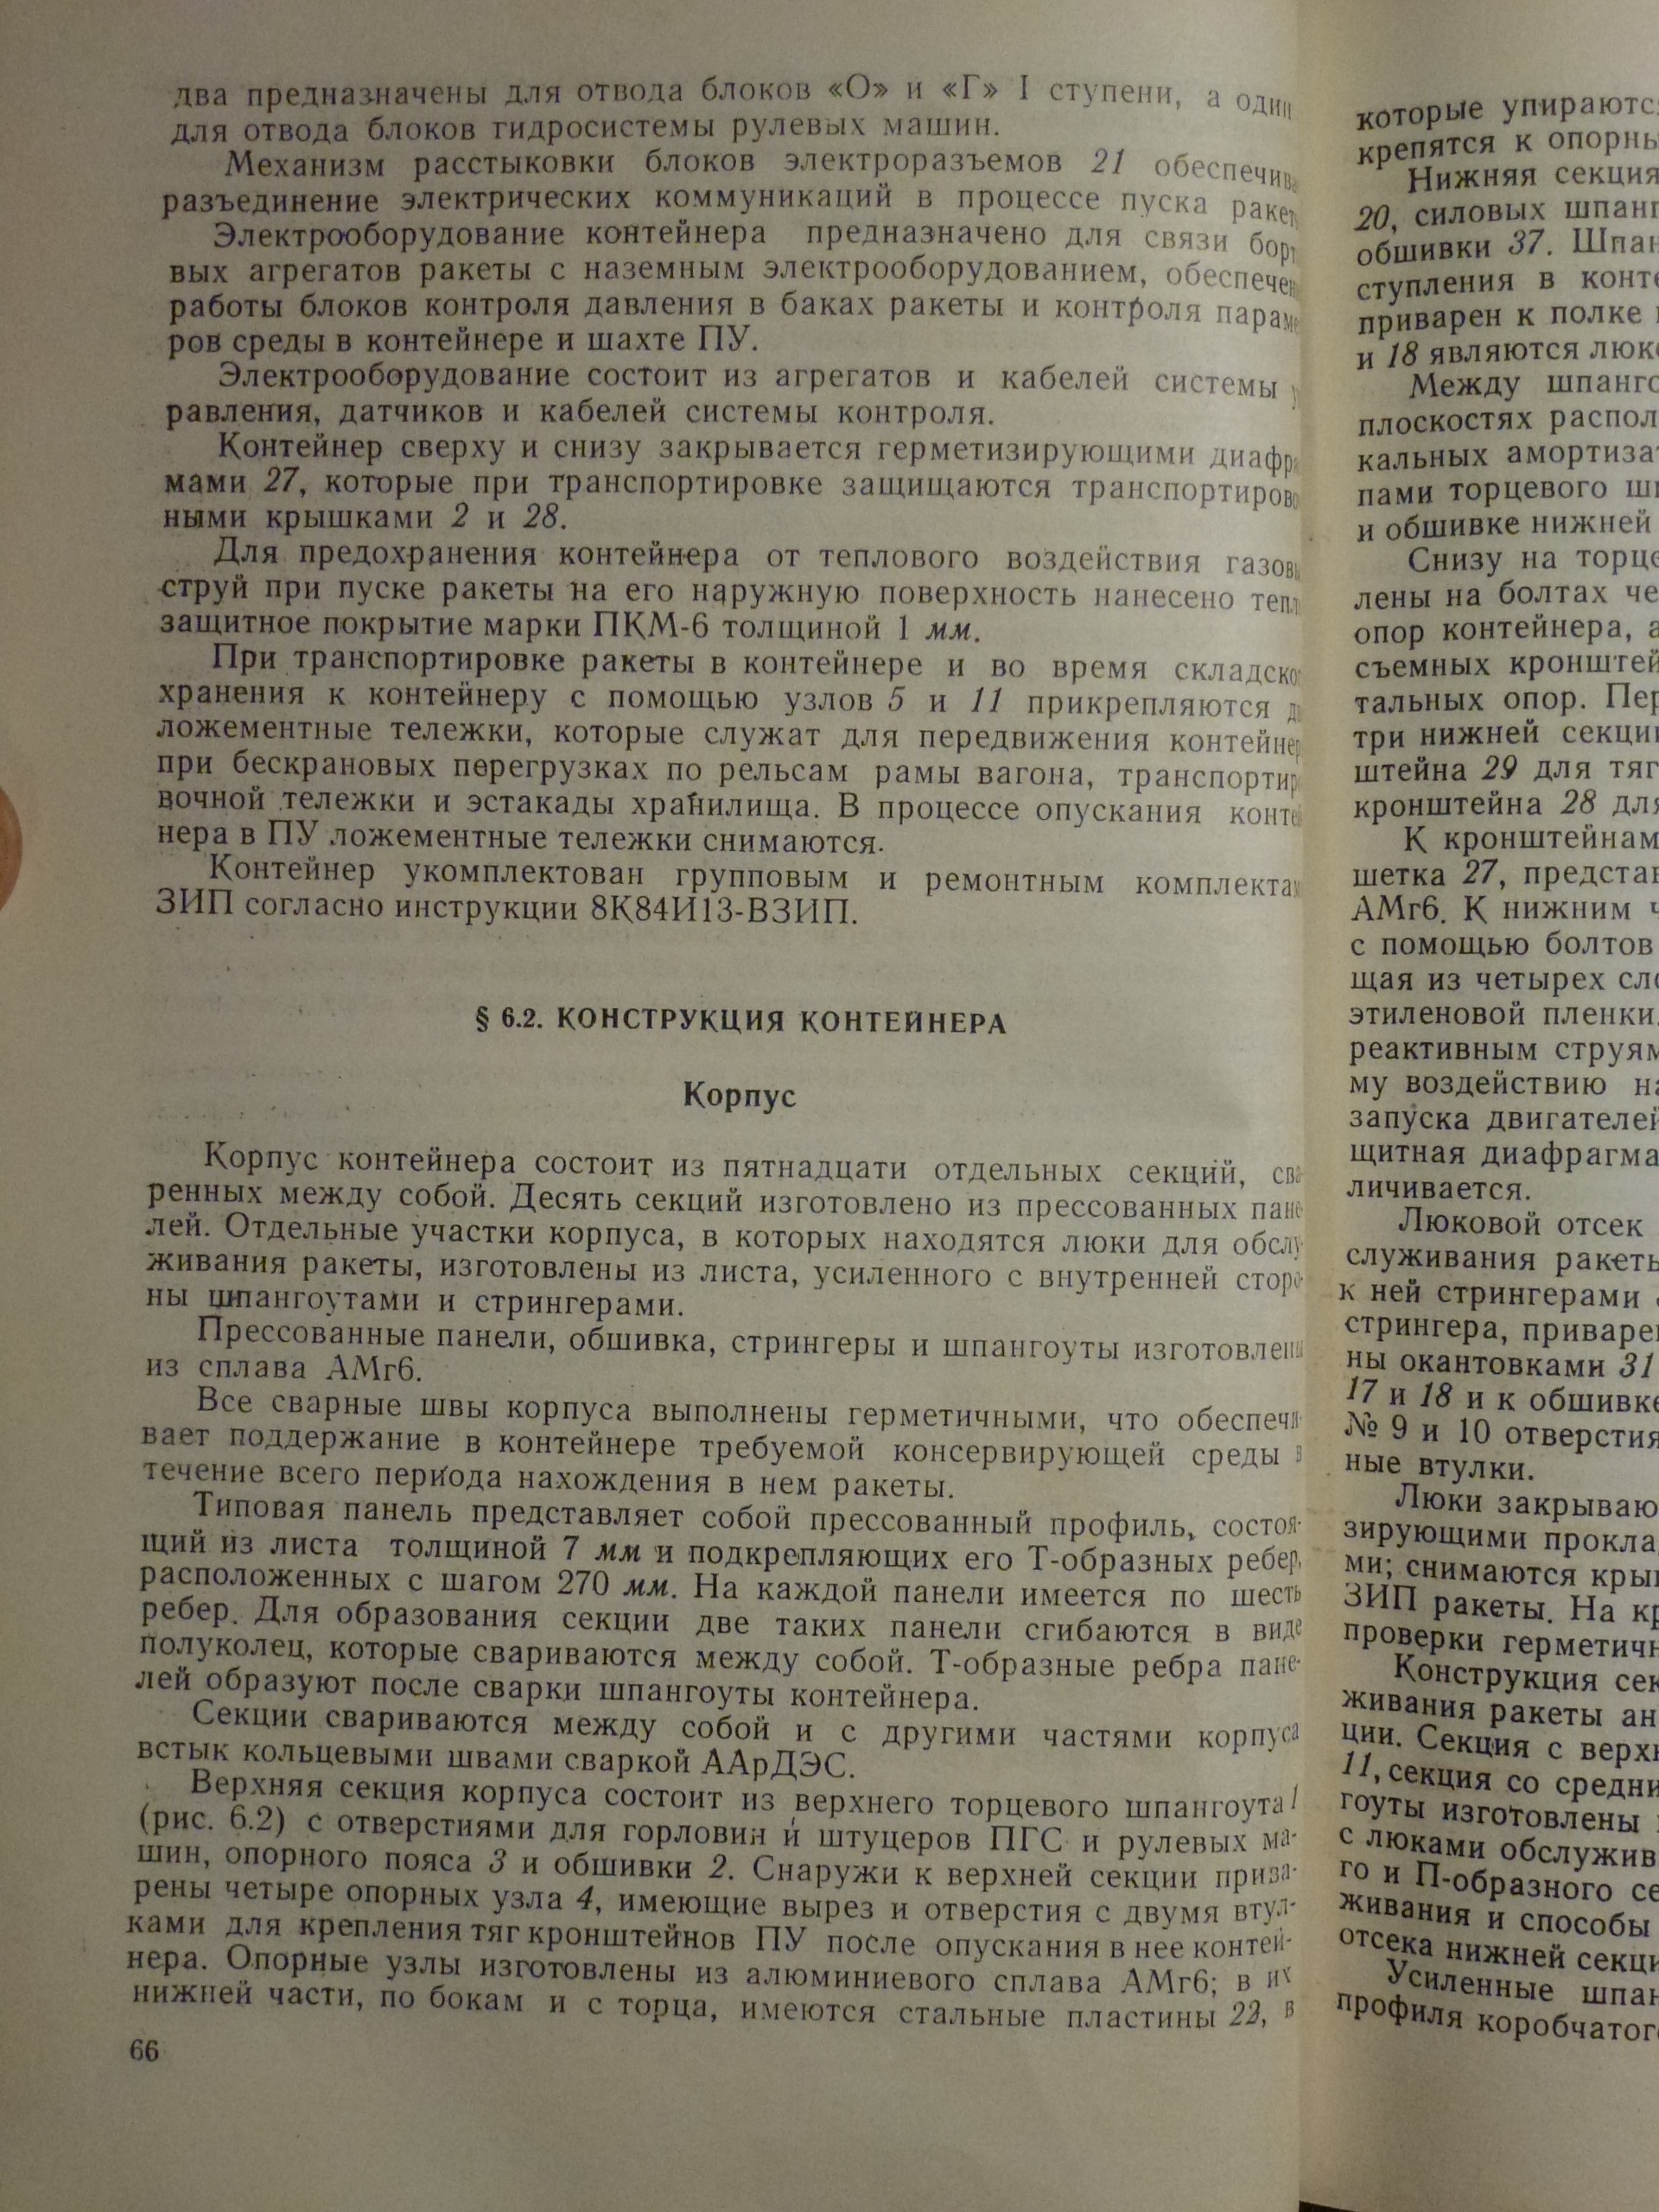 два предназначены для отвода блоков «О» и «Г» I ступени, а один
для отвода блоков гидросистемы рулевых машин.
Механизм расстыковки блоков электроразъемов 21 обеспечива
разъединение электрических коммуникаций в процессе пуска ракет
Электрооборудование контейнера предназначено для связи борт
вых агрегатов ракеты с наземным электрооборудованием, обеспечен
работы блоков контроля давления в баках ракеты и контроля параме
ров среды в контейнере и шахте ПУ.
Электрооборудование состоит из агрегатов и кабелей системы у
равления, датчиков и кабелей системы контроля.
Контейнер сверху и снизу закрывается герметизирующими диафра
мами 27, которые при транспортировке защищаются транспортирово
ными крышками 2 и 28.
Для предохранения контейнера от теплового воздействия газовы
струй при пуске ракеты на его наружную поверхность нанесено тепл
защитное покрытие марки ПКМ-6 толщиной 1 мм.
При транспортировке ракеты в контейнере и во время складско
хранения к контейнеру с помощью узлов 5 и 11 прикрепляются д
ложементные тележки, которые служат для передвижения контейнер
при бескрановых перегрузках по рельсам рамы вагона, транспортир
вочной тележки и эстакады хранилища. В процессе опускания конте
нера в ПУ ложементные тележки снимаются.
Контейнер укомплектован групповым и ремонтным комплектам
ЗИП согласно инструкции 8К84И13-ВЗИП.
§ 6.2. КОНСТРУКЦИЯ КОНТЕЙНЕРА
Корпус
Корпус контейнера состоит из пятнадцати отдельных секций, сва-
ренных между собой. Десять секций изготовлено из прессованных пане-
лей. Отдельные участки корпуса, в которых находятся люки для обслу-
живания ракеты, изготовлены из листа, усиленного с внутренней сторо-
ны шпангоутами и стрингерами.
Прессованные панели, обшивка, стрингеры и шпангоуты изготовлены
из сплава АМг6.
Все сварные швы корпуса выполнены герметичными, что обеспечи-
вает поддержание в контейнере требуемой консервирующей среды в
течение всего периода нахождения в нем ракеты.
Типовая панель представляет собой прессованный профиль, состоя-
щий из листа толщиной 7 мм и подкрепляющих его Т-образных ребер,
расположенных с шагом 270 мм. На каждой панели имеется по шесть
ребер. Для образования секции две таких панели сгибаются в виде
полуколец, которые свариваются между собой. Т-образные ребра пане-
лей образуют после сварки шпангоуты контейнера.
Секции свариваются между собой и с другими частями корпуса
встык кольцевыми швами сваркой ААрДЭС.
Верхняя секция корпуса состоит из верхнего торцевого шпангоута 1
(рис. 6.2) с отверстиями для горловин и штуцеров ПГС и рулевых ма-
шин, опорного пояса 3 и обшивки 2. Снаружи к верхней секции прива-
рены четыре опорных узла 4, имеющие вырез и отверстия с двумя втул-
ками для крепления тяг кронштейнов ПУ после опускания в нее контей-
нера. Опорные узлы изготовлены из алюминиевого сплава АМг6; в их
нижней части, по бокам и с торца, имеются стальные пластины 22, в
66
которые упираются
крепятся к опорны
Нижняя секция
20, силовых шпанг
обшивки 37. Шпан
ступления в конте
приварен к полке
и 18 являются люк
Между шпанго
плоскостях распол
кальных амортизат
пами торцевого ш
и обшивке нижней
Снизу на торце
лены на болтах че
опор контейнера, а
съемных кронштей
тальных опор. Пер
три нижней секции
штейна 29 для тяг
кронштейна 28 для
К кронштейнам
шетка 27, представ
АМг6. К нижним ч
с помощью болтов
щая из четырех сло
этиленовой пленки.
реактивным струям
му воздействию на
запуска двигателей
щитная диафрагма
личивается.
Люковой отсек
служивания ракеты
к ней стрингерами
стрингера, приваре
ны окантовками 31
17 и 18 и к обшивке
№ 9 и 10 отверстия
ные втулки.
Люки закрываю
зирующими прокла
ми; снимаются кры
ЗИП ракеты. На кр
проверки герметичн
Конструкция сек
живания ракеты ан
ции. Секция с верх
11, секция со средни
гоуты изготовлены
с люками обслужив
го и П-образного се
живания и способы
отсека нижней секци
Усиленные шпан
профиля коробчатого